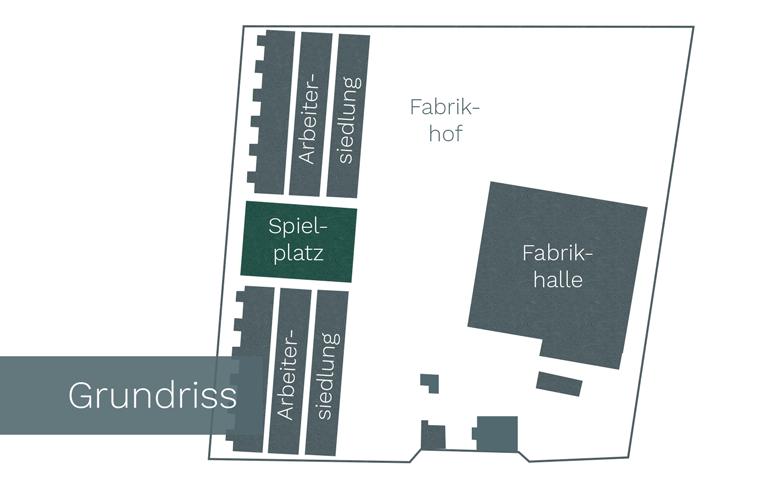 Arbeiter-
siedlung
Fabrik-
hof
Spiel-
platz
Fabrik-
halle
Arbeiter-
siedlung
Grundriss